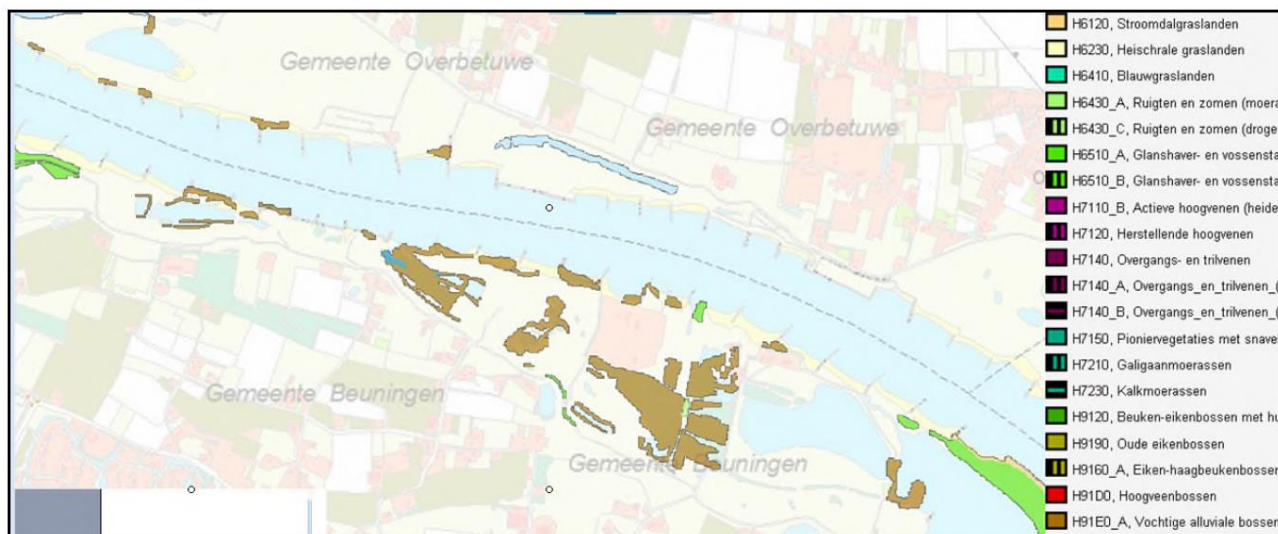 Gemeente Overbetuwe
Gemeente Overbetuwe
Gemeente Beuningen
Gemeente Beuningen
H6120, Stroomdalgraslanden
H6230, Heischrale graslanden
H6410, Blauwgraslanden
H6430_A, Ruigten en zomen (moera
H6430_C, Ruigten en zomen (droge
H6510_A, Glanshaver- en vossensta
H6510_B, Glanshaver- en vossensta
H7110_B, Actieve hoogvenen (heide
H7120, Herstellende hoogvenen
H7140, Overgangs- en trilvenen
H7140_A, Overgangs_en_trilvenen_(
H7140_B, Overgangs_en_trilvenen_(
H7150, Pioniervegetaties met snavel
H7210, Galigaanmoerassen
H7230, Kalkmoerassen
H9120, Beuken-eikenbossen met hu
H9190, Oude eikenbossen
H9160_A, Eiken-haagbeukenbossen
H91D0, Hoogveenbossen
H91E0_A, Vochtige alluviale bossen